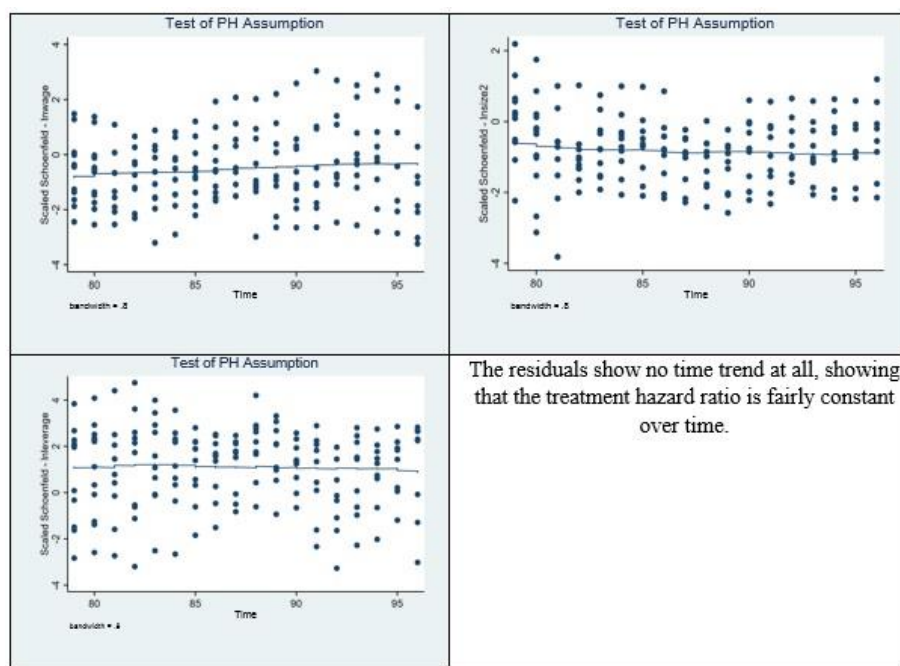 Test of PH Assumption
Scaled Schoenfeld - lnwage
4
2
0
-2
-4
80
85
90
95
Time
bandwidth = .8
Test of PH Assumption
Scaled Schoenfeld - lnsize2
2
0
-2
-4
80
85
90
95
Time
bandwidth = .8
Test of PH Assumption
Scaled Schoenfeld - lnleverage
4
2
0
-2
-4
80
85
90
95
Time
bandwidth = .8
The residuals show no time trend at all, showing
that the treatment hazard ratio is fairly constant
over time.